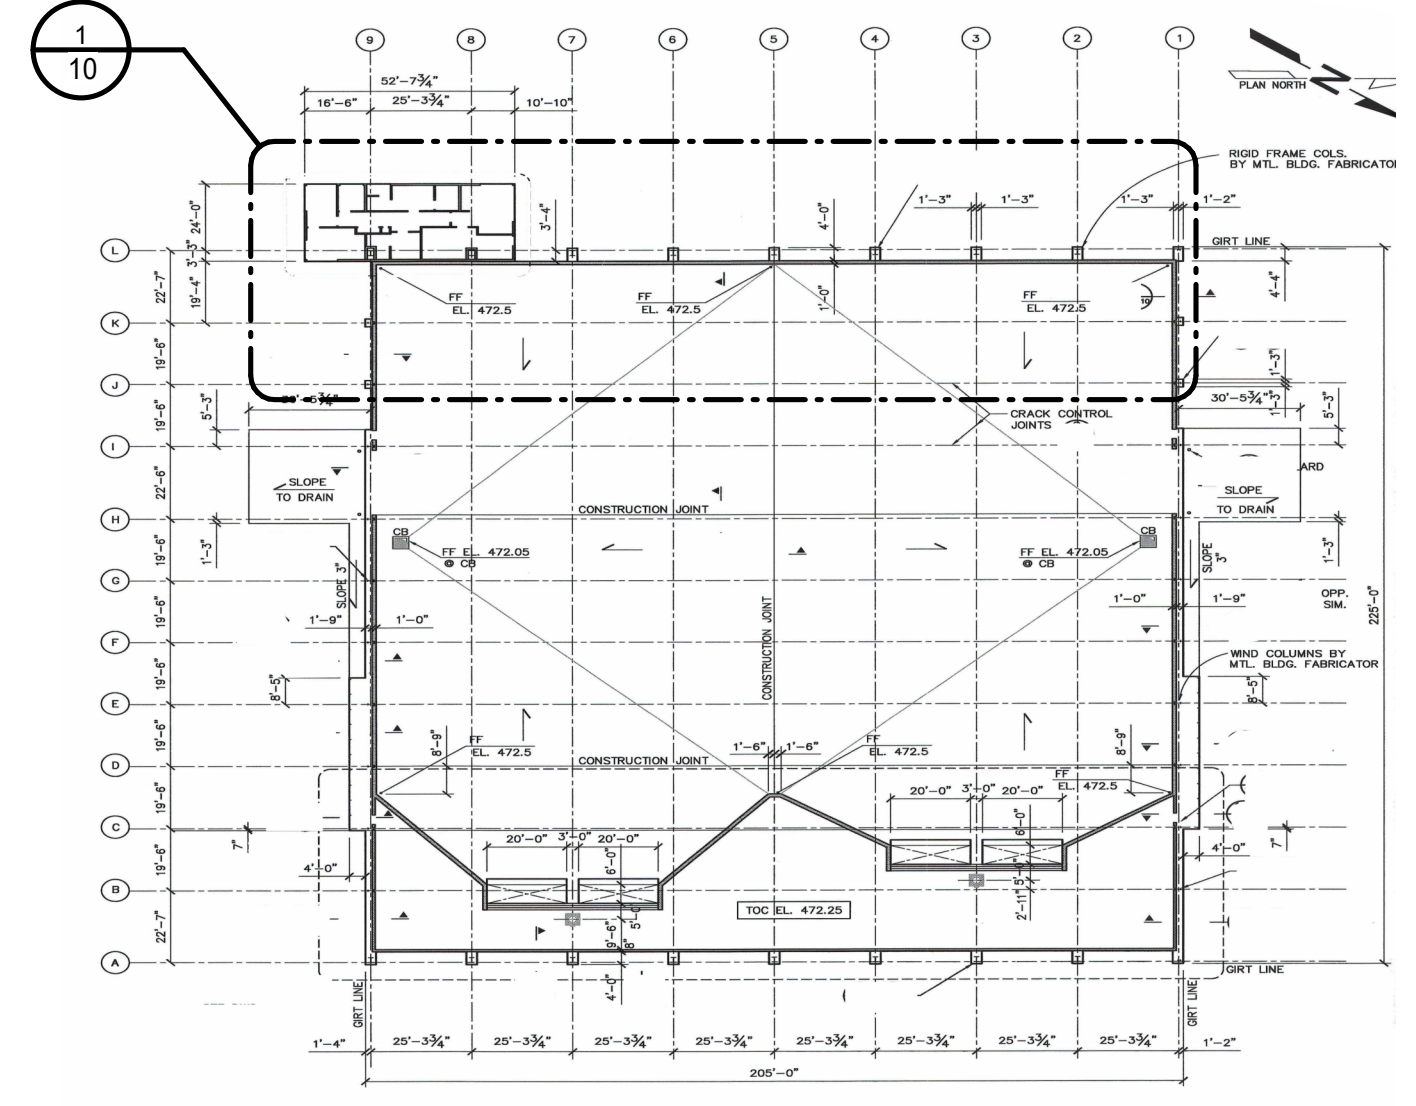 1
10
9 8 7 6 5 4 3 2 1
PLAN NORTH
N
52'-7¾"
16'-6" 25'-3¾" 10'-10"
RIGID FRAME COLS.
BY MTL. BLDG. FABRICATOR
1'-3" 1'-3" 1'-3" 1'-2"
24'-0"
3'-4"
4'-0"
GIRT LINE
L
3'-3"
22'-7"
19'-4"
FF
EL. 472.5
FF
EL. 472.5
1'-0"
FF
EL. 472.5
10
4'-4"
K
19'-6"
J
1'-3"
5'-3"
30'-5¾"
1'-3"
5'-3"
19'-6"
CRACK CONTROL
JOINTS
I
22'-6"
SLOPE
TO DRAIN
ARD
SLOPE
TO DRAIN
CONSTRUCTION JOINT
H
1'-3"
CB
FF EL. 472.05
@ CB
CB
FF EL. 472.05
@ CB
1'-3"
19'-6"
SLOPE 3"
SLOPE
3"
G
OPP.
SIM.
225'-0"
19'-6"
1'-9" 1'-0"
CONSTRUCTION JOINT
1'-0" 1'-9"
F
WIND COLUMNS BY
MTL. BLDG. FABRICATOR
19'-6"
8'-5"
8'-5"
E
19'-6"
8'-9"
FF
EL. 472.5
1'-6" 1'-6"
FF
EL. 472.5
8'-9"
CONSTRUCTION JOINT
D
FF
EL. 472.5
19'-6"
20'-0" 3'-0" 20'-0"
6'-0"
C
7"
20'-0" 3'-0" 20'-0"
7"
19'-6"
4'-0"
6'-0"
5'-0"
4'-0"
B
2'-11"
TOC EL. 472.25
22'-7"
5'-0"
9'-6"
8"
A
GIRT LINE
4'-0"
GIRT LINE
GIRT LINE
1'-4" 25'-3¾" 25'-3¾" 25'-3¾" 25'-3¾" 25'-3¾" 25'-3¾" 25'-3¾" 25'-3¾" 1'-2"
205'-0"